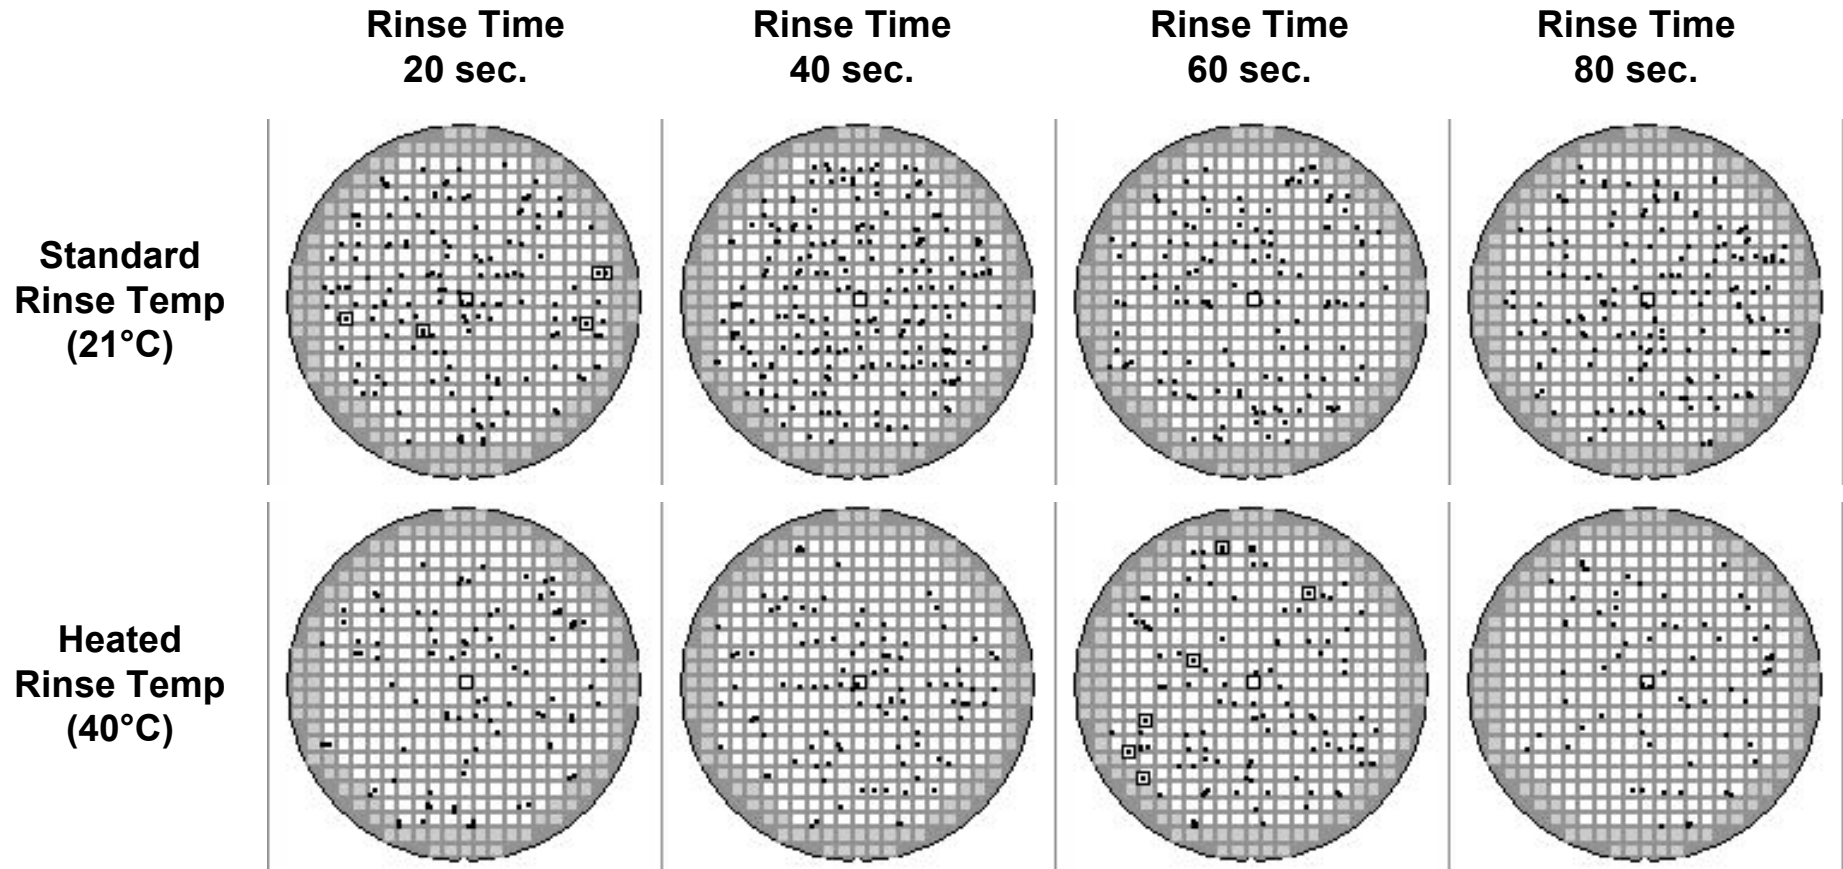 Rinse Time
20 sec.
Rinse Time
40 sec.
Rinse Time
60 sec.
Rinse Time
80 sec.
Standard
Rinse Temp
(21°C)
Heated
Rinse Temp
(40°C)